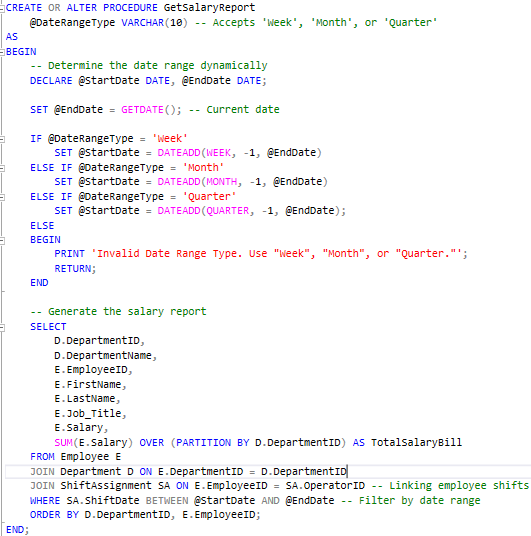 CREATE OR ALTER PROCEDURE GetSalaryReport
    @DateRangeType VARCHAR(10) -- Accepts 'Week', 'Month', or 'Quarter'
AS
BEGIN
    -- Determine the date range dynamically
    DECLARE @StartDate DATE, @EndDate DATE;

    SET @EndDate = GETDATE(); -- Current date

    IF @DateRangeType = 'Week'
        SET @StartDate = DATEADD(WEEK, -1, @EndDate)
    ELSE IF @DateRangeType = 'Month'
        SET @StartDate = DATEADD(MONTH, -1, @EndDate)
    ELSE IF @DateRangeType = 'Quarter'
        SET @StartDate = DATEADD(QUARTER, -1, @EndDate);
    ELSE
    BEGIN
        PRINT 'Invalid Date Range Type. Use "Week", "Month", or "Quarter."';
        RETURN;
    END

    -- Generate the salary report
    SELECT
        D.DepartmentID,
        D.DepartmentName,
        E.EmployeeID,
        E.FirstName,
        E.LastName,
        E.Job_Title,
        E.Salary,
        SUM(E.Salary) OVER (PARTITION BY D.DepartmentID) AS TotalSalaryBill
    FROM Employee E
    JOIN Department D ON E.DepartmentID = D.DepartmentID
    JOIN ShiftAssignment SA ON E.EmployeeID = SA.OperatorID -- Linking employee shifts
    WHERE SA.ShiftDate BETWEEN @StartDate AND @EndDate -- Filter by date range
    ORDER BY D.DepartmentID, E.EmployeeID;
END;